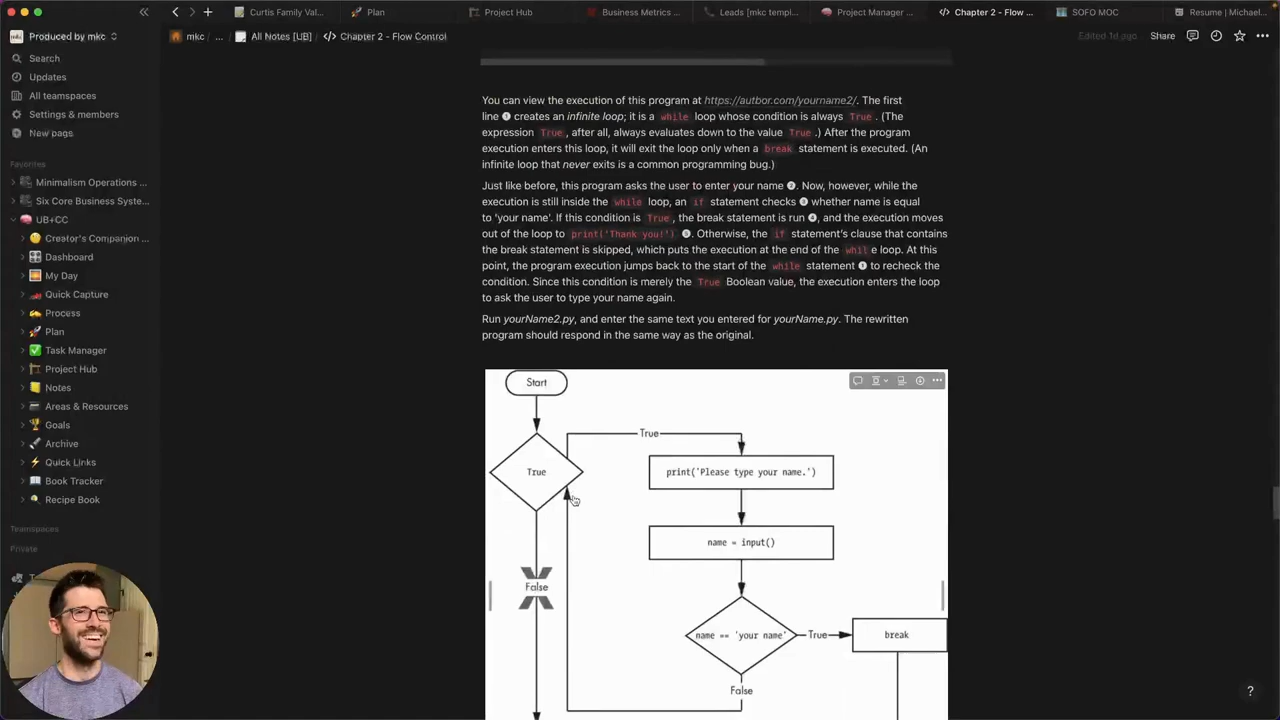 Curtis Family Val...
Plan
Project Hub
Business Metrics ...
Leads [mkc templ...
Project Manager ...
</> Chapter 2 - Flow ...
SOFO MOC
Resume | Michael...
Produced by mkc
mkc / ... / All Notes [UB] / </> Chapter 2 - Flow Control
Edited 1d ago
Share
Search
Updates
All teamspaces
Settings & members
New page
Favorites
Minimalism Operations ...
Six Core Business Syste...
UB+CC
Creator's Companion ...
Dashboard
My Day
Quick Capture
Process
Plan
Task Manager
Project Hub
Notes
Areas & Resources
Goals
Archive
Quick Links
Book Tracker
Recipe Book
Teamspaces
Private
You can view the execution of this program at https://autbor.com/yourname2/. The first
line ❶ creates an infinite loop; it is a while loop whose condition is always True . (The
expression True , after all, always evaluates down to the value True .) After the program
execution enters this loop, it will exit the loop only when a break statement is executed. (An
infinite loop that never exits is a common programming bug.)
Just like before, this program asks the user to enter your name ❷. Now, however, while the
execution is still inside the while loop, an if statement checks ❸ whether name is equal
to 'your name'. If this condition is True , the break statement is run ❹, and the execution moves
out of the loop to print('Thank you!') ❺. Otherwise, the if statement's clause that contains
the break statement is skipped, which puts the execution at the end of the whil e loop. At this
point, the program execution jumps back to the start of the while statement ❶ to recheck the
condition. Since this condition is merely the True Boolean value, the execution enters the loop
to ask the user to type your name again.
Run yourName2.py, and enter the same text you entered for yourName.py. The rewritten
program should respond in the same way as the original.
Start
True
True
print('Please type your name.')
name = input()
False
name == 'your name'
True
break
False
?